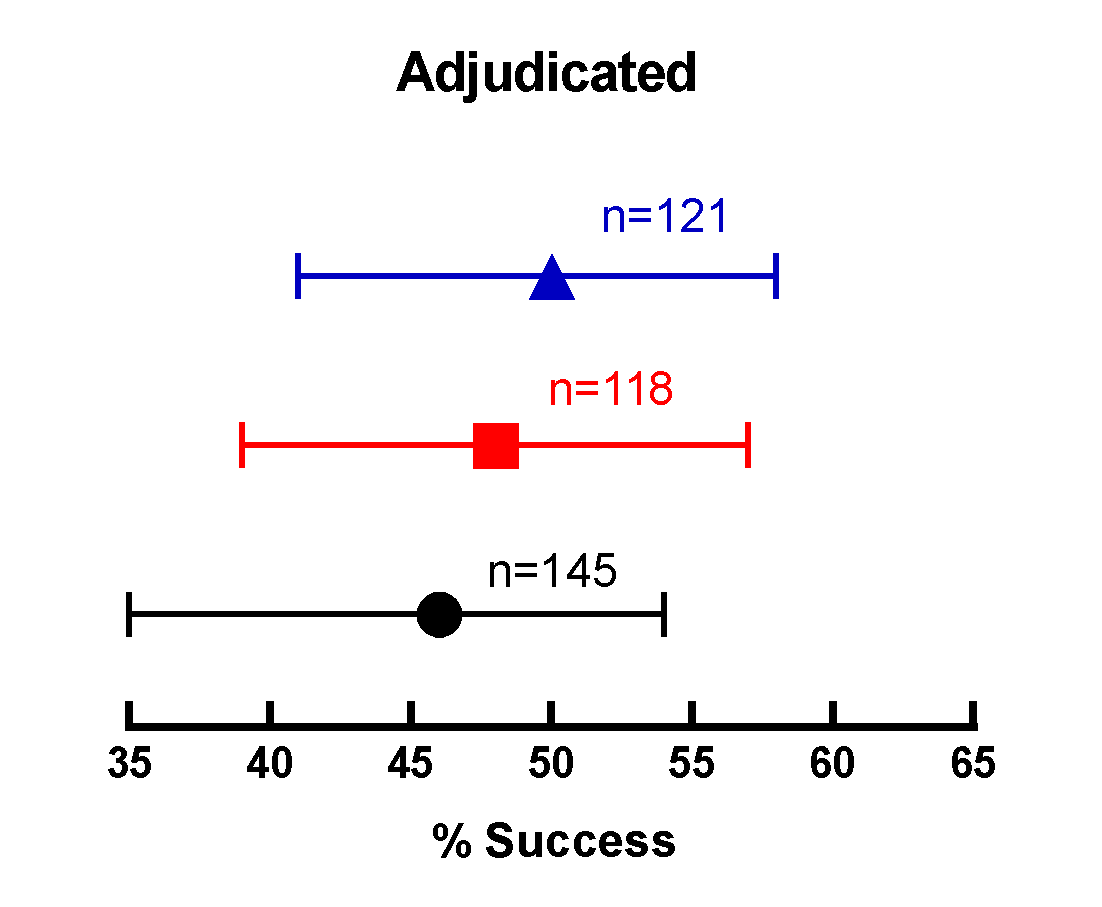 Adjudicated
n=121
n=118
n=145
35 40 45 50 55 60 65
% Success